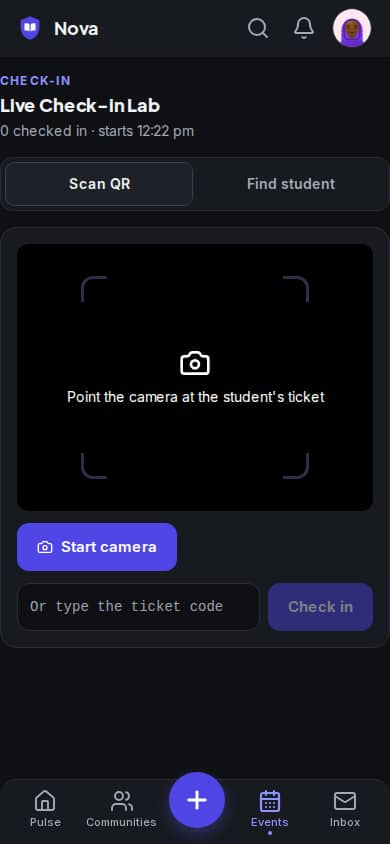 Nova
CHECK-IN
Live Check-In Lab
0 checked in · starts 12:22 pm
Scan QR
Find student
Point the camera at the student's ticket
Start camera
Or type the ticket code
Check in
Pulse
Communities
Events
Inbox